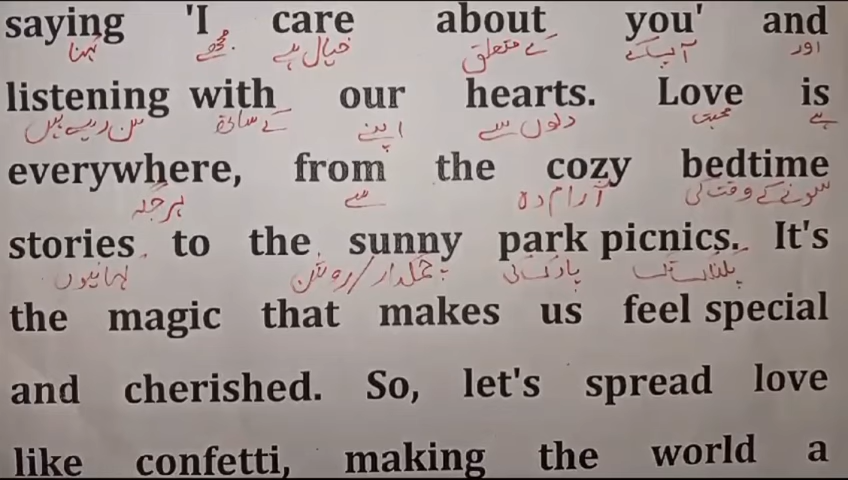 saying 'I care about you' and
کہنا مجھے خیال ہے کے متعلق آپ کے اور
listening with our hearts. Love is
سن رہے ہیں کے ساتھ اپنے دلوں سے محبت ہے
everywhere, from the cozy bedtime
ہر جگہ سے آرام دہ سونے کے وقت کی
stories to the sunny park picnics. It's
کہانیوں چمکدار/روشن پارک کی
the magic that makes us feel special
and cherished. So, let's spread love
like confetti, making the world a